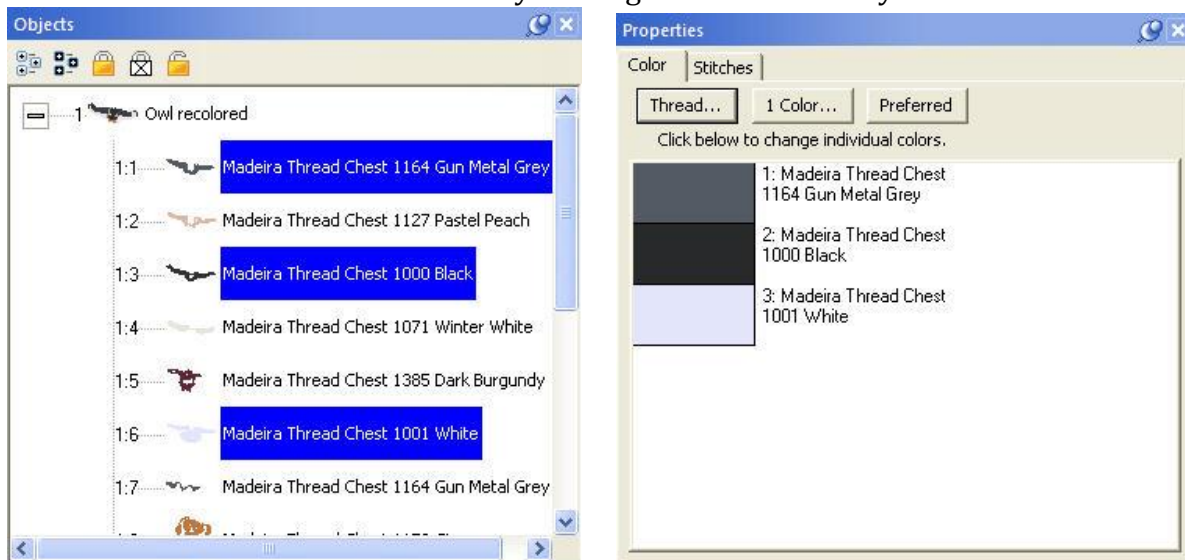 Objects
1 Owl recolored
1:1 Madeira Thread Chest 1164 Gun Metal Grey
1:2 Madeira Thread Chest 1127 Pastel Peach
1:3 Madeira Thread Chest 1000 Black
1:4 Madeira Thread Chest 1071 Winter White
1:5 Madeira Thread Chest 1385 Dark Burgundy
1:6 Madeira Thread Chest 1001 White
1:7 Madeira Thread Chest 1164 Gun Metal Grey
Properties
Color Stitches
Thread... 1 Color... Preferred
Click below to change individual colors.
1: Madeira Thread Chest
1164 Gun Metal Grey
2: Madeira Thread Chest
1000 Black
3: Madeira Thread Chest
1001 White